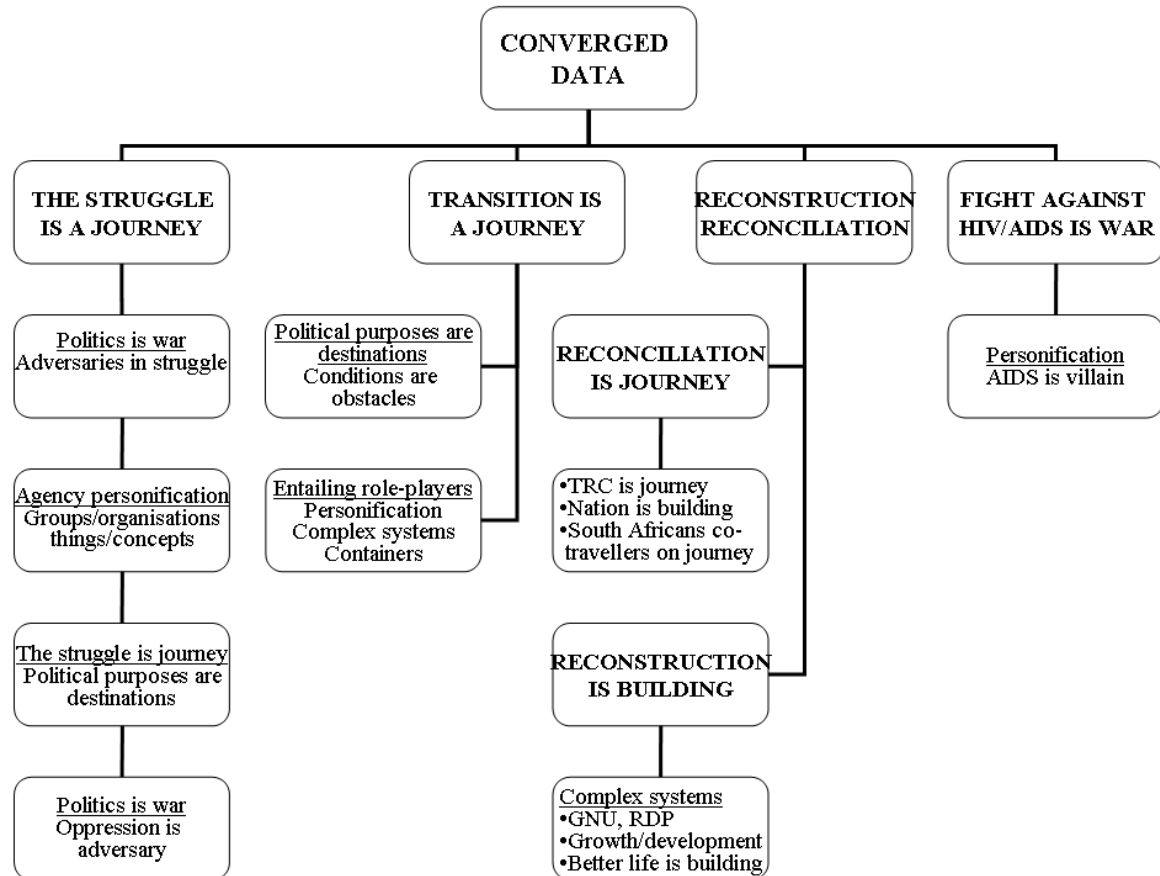 CONVERGED
DATA
THE STRUGGLE
IS A JOURNEY
TRANSITION IS
A JOURNEY
RECONSTRUCTION
RECONCILIATION
FIGHT AGAINST
HIV/AIDS IS WAR
Politics is war
Adversaries in struggle
Agency personification
Groups/organisations
things/concepts
The struggle is journey
Political purposes are
destinations
Politics is war
Oppression is
adversary
Political purposes are
destinations
Conditions are
obstacles
Entailing role-players
Personification
Complex systems
Containers
RECONCILIATION
IS JOURNEY
•TRC is journey
•Nation is building
•South Africans co-
travellers on journey
RECONSTRUCTION
IS BUILDING
Complex systems
•GNU, RDP
•Growth/development
•Better life is building
Personification
AIDS is villain